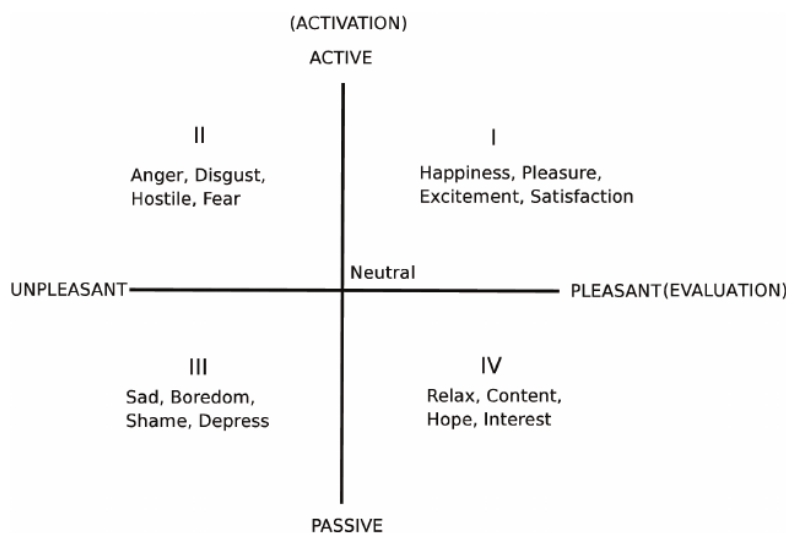 (ACTIVATION)
ACTIVE
II
Anger, Disgust,
Hostile, Fear
I
Happiness, Pleasure,
Excitement, Satisfaction
Neutral
UNPLEASANT
PLEASANT(EVALUATION)
III
Sad, Boredom,
Shame, Depress
IV
Relax, Content,
Hope, Interest
PASSIVE